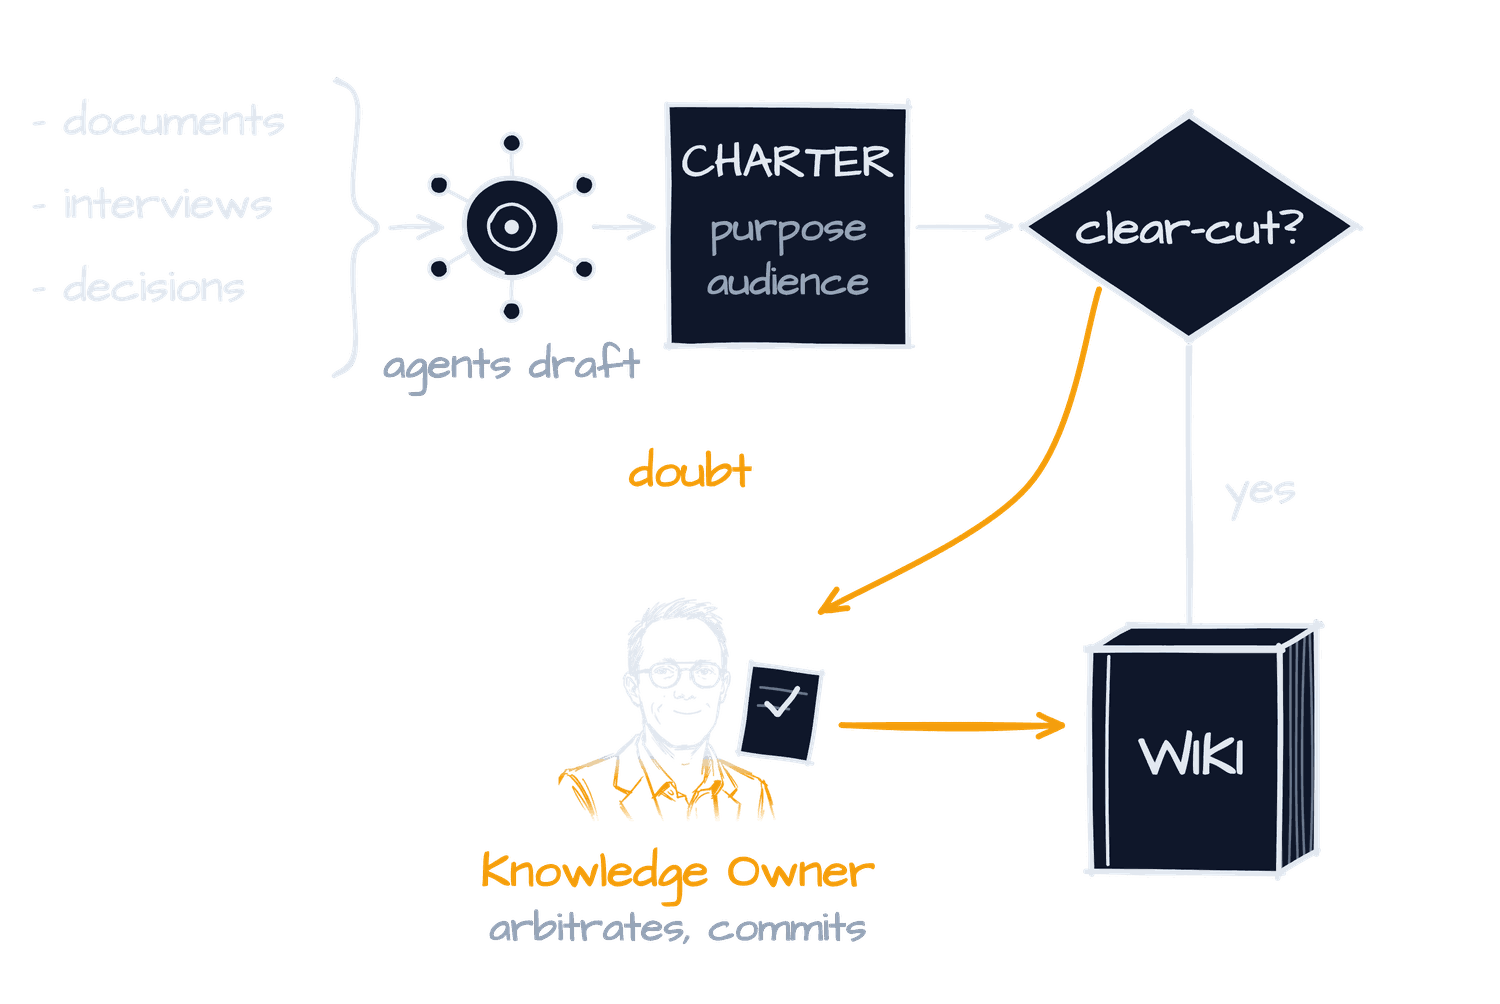 - documents
- interviews
- decisions
agents draft
CHARTER
purpose
audience
clear-cut?
doubt
yes
WIKI
Knowledge Owner
arbitrates, commits